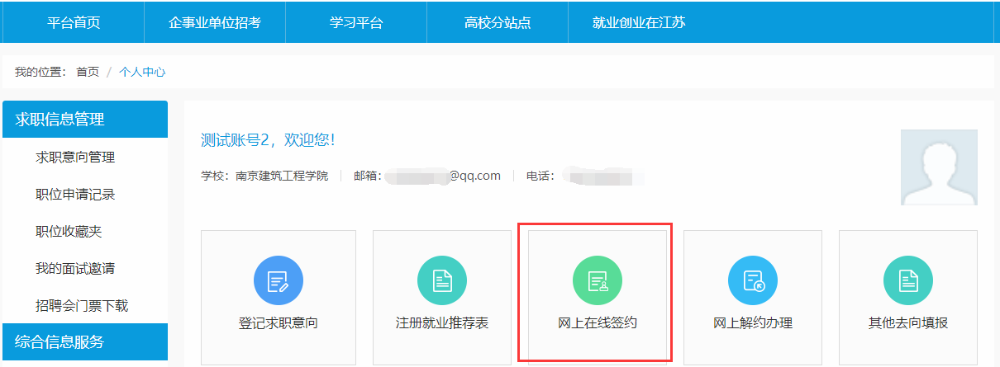 平台首页 企事业单位招考 学习平台 高校分站点 就业创业在江苏
我的位置： 首页 / 个人中心
求职信息管理
求职意向管理
职位申请记录
职位收藏夹
我的面试邀请
招聘会门票下载
综合信息服务
测试账号2，欢迎您！
学校：南京建筑工程学院 邮箱： @qq.com 电话：
登记求职意向 注册就业推荐表 网上在线签约 网上解约办理 其他去向填报